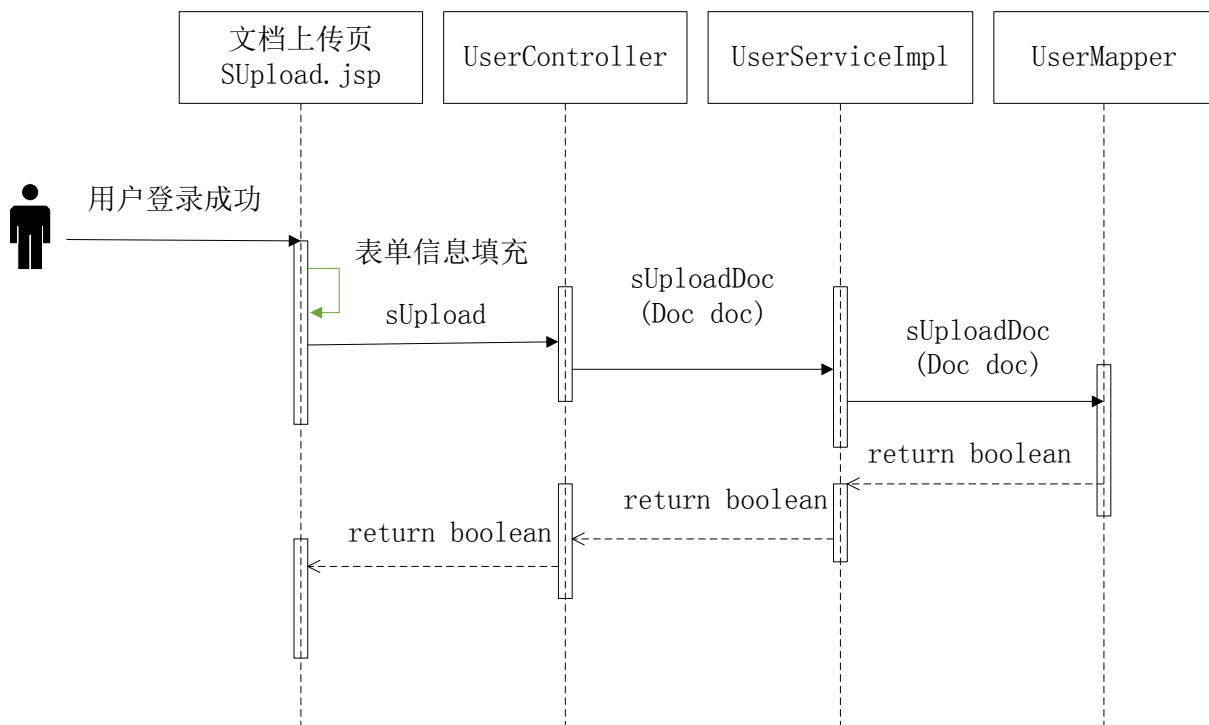 文档上传页
SUpload.jsp
UserController
UserServiceImpl
UserMapper
用户登录成功
表单信息填充
sUpload
sUploadDoc
(Doc doc)
sUploadDoc
(Doc doc)
return boolean
return boolean
return boolean